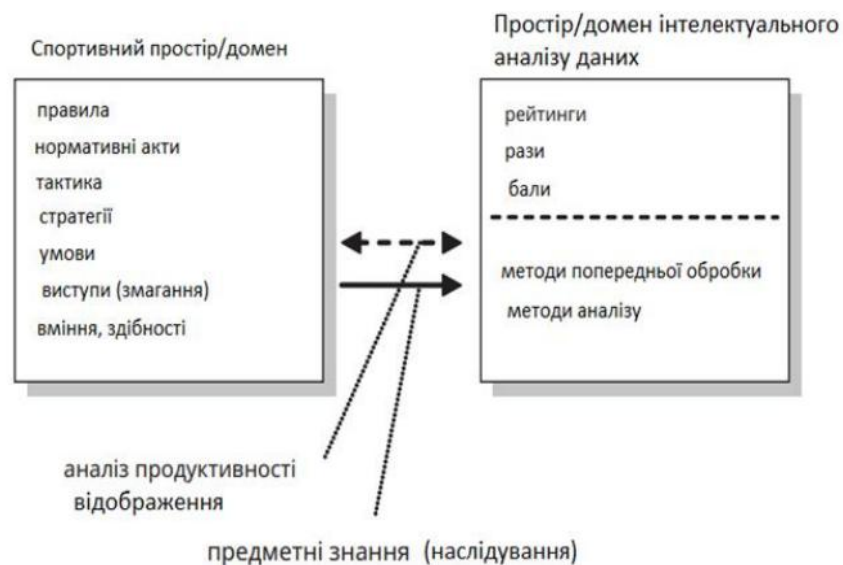 Спортивний простір/домен
правила
нормативні акти
тактика
стратегії
умови
виступи (змагання)
вміння, здібності
Простір/домен інтелектуального
аналізу даних
рейтинги
рази
бали
методи попередньої обробки
методи аналізу
аналіз продуктивності
відображення
предметні знання (наслідування)